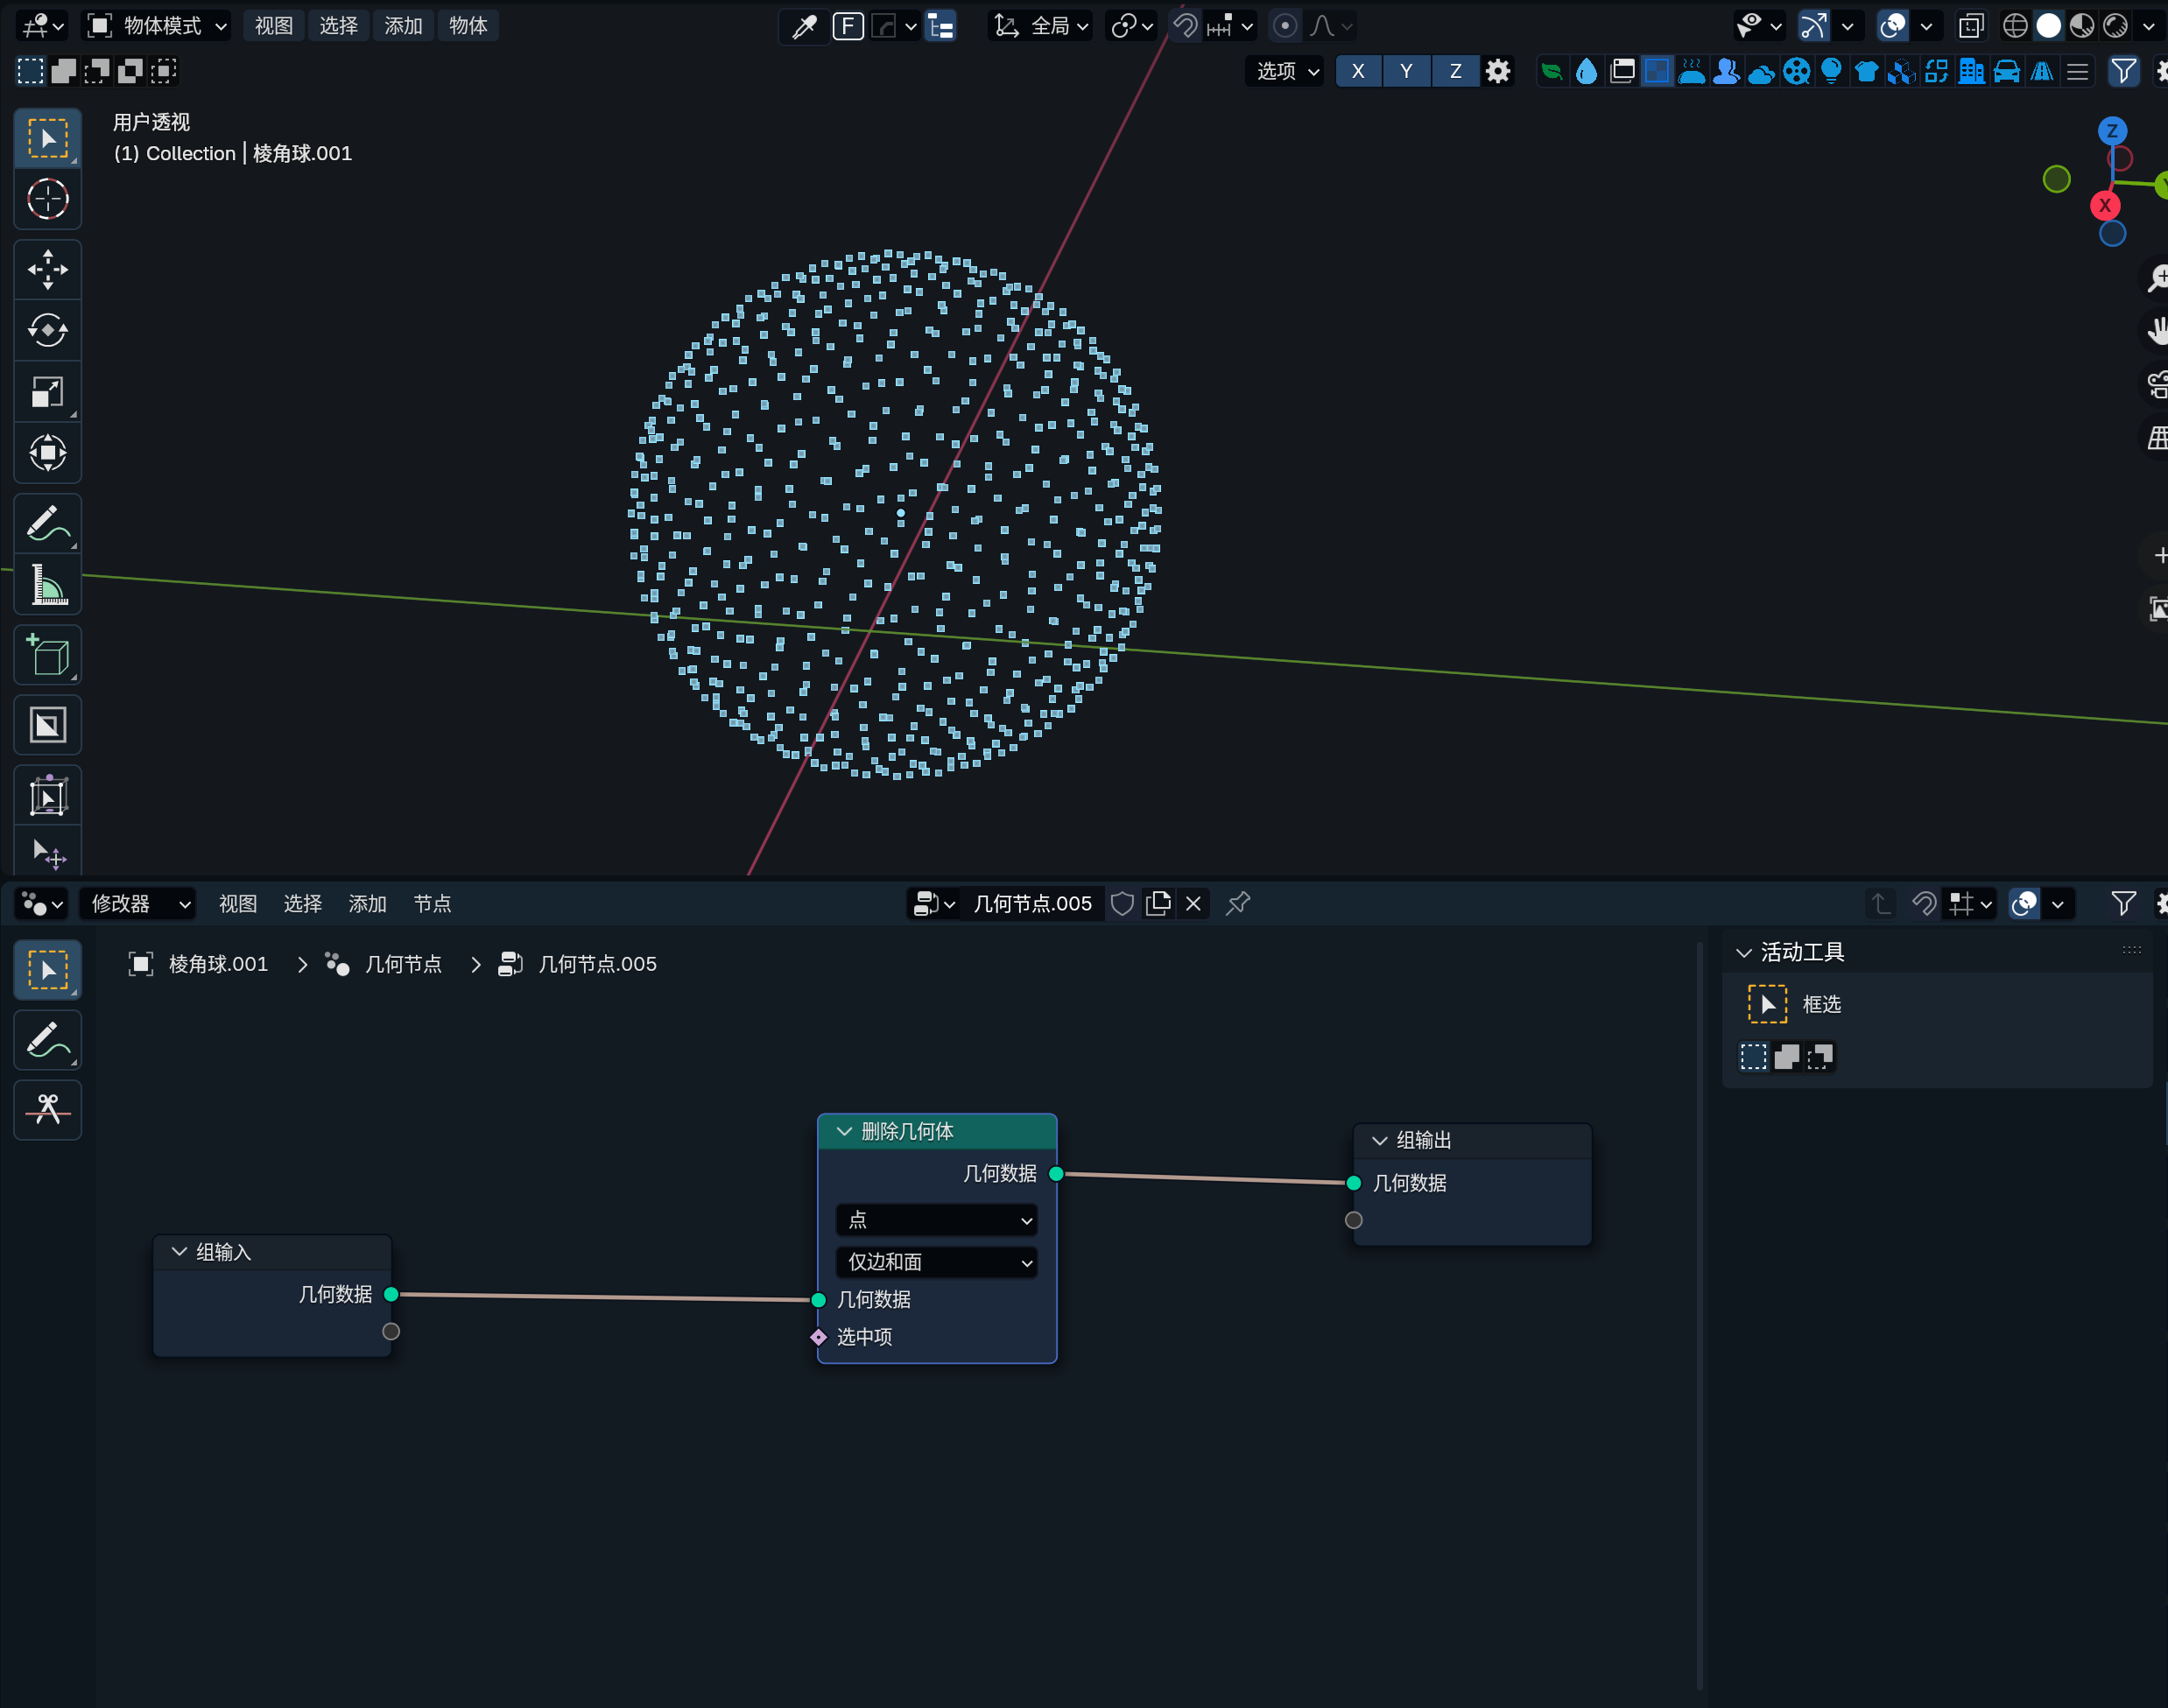 物体模式 视图 选择 添加 物体 F 全局
选项 X Y Z
用户透视
(1) Collection | 棱角球.001
Z
X
修改器 视图 选择 添加 节点 几何节点.005
棱角球.001 几何节点 几何节点.005
活动工具
框选
删除几何体
几何数据
点
仅边和面
几何数据
选中项
组输出
几何数据
组输入
几何数据